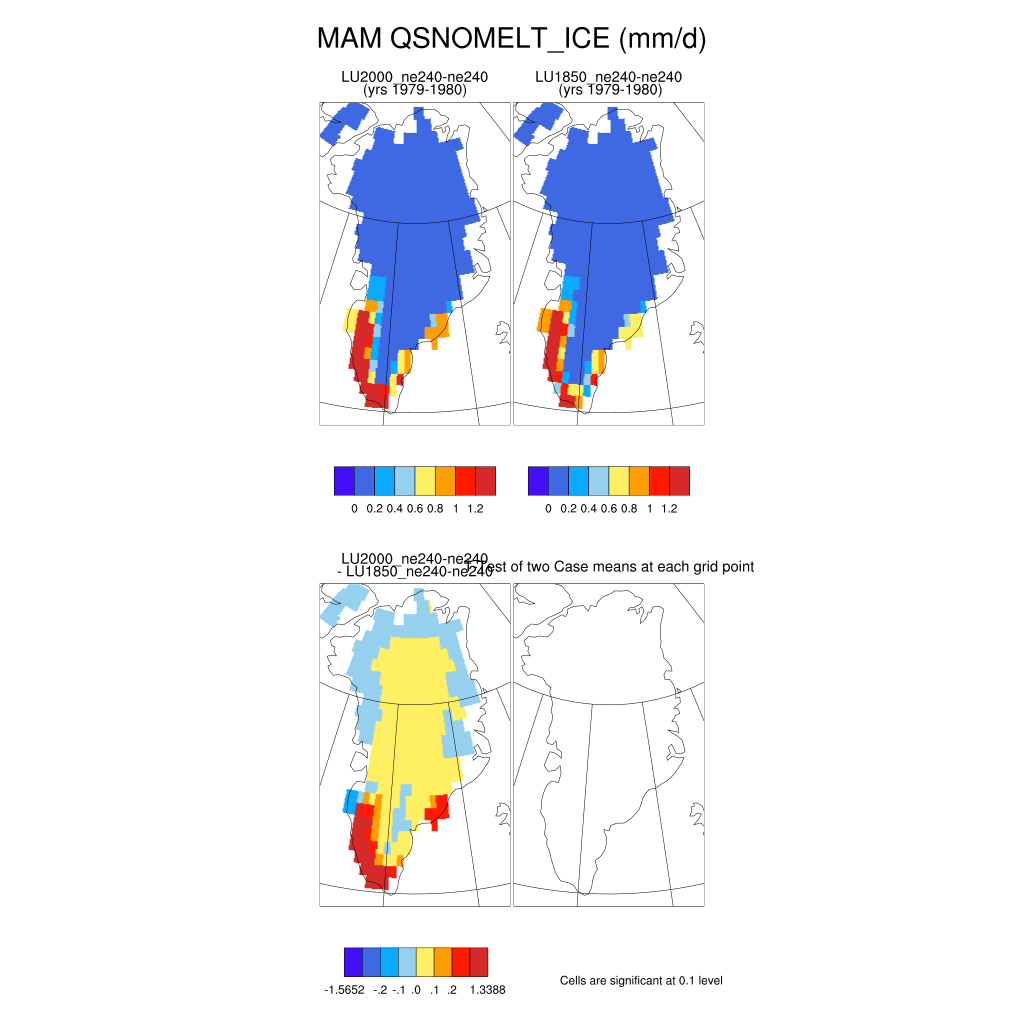 MAM QSNOMELT_ICE (mm/d)
LU2000_ne240-ne240
(yrs 1979-1980)
LU1850_ne240-ne240
(yrs 1979-1980)
0 0.2 0.4 0.6 0.8 1 1.2
0 0.2 0.4 0.6 0.8 1 1.2
LU2000_ne240-ne240
- LU1850_ne240-ne240
T-Test of two Case means at each grid point
-1.5652 -.2 -.1 .0 .1 .2 1.3388
Cells are significant at 0.1 level